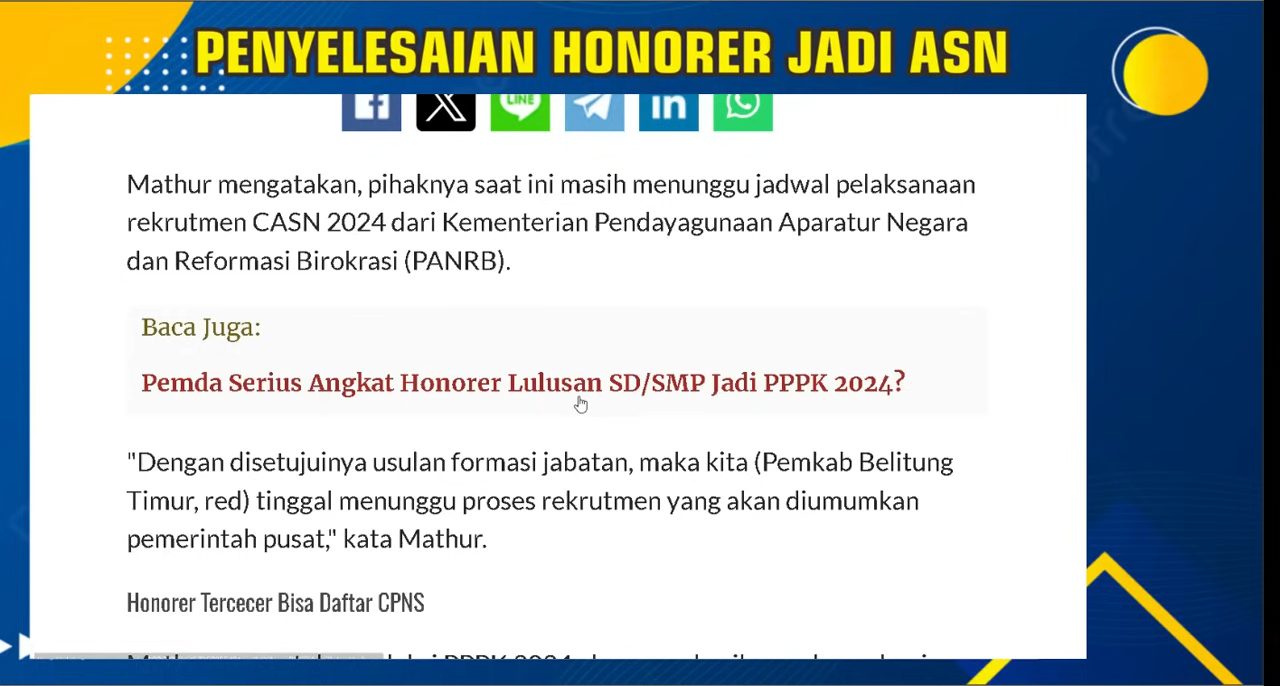 PENYELESAIAN HONORER JADI ASN
LINE
Mathur mengatakan, pihaknya saat ini masih menunggu jadwal pelaksanaan
rekrutmen CASN 2024 dari Kementerian Pendayagunaan Aparatur Negara
dan Reformasi Birokrasi (PANRB).
Baca Juga:
Pemda Serius Angkat Honorer Lulusan SD/SMP Jadi PPPK 2024?
"Dengan disetujuinya usulan formasi jabatan, maka kita (Pemkab Belitung
Timur, red) tinggal menunggu proses rekrutmen yang akan diumumkan
pemerintah pusat," kata Mathur.
Honorer Tercecer Bisa Daftar CPNS
PPPK 2024